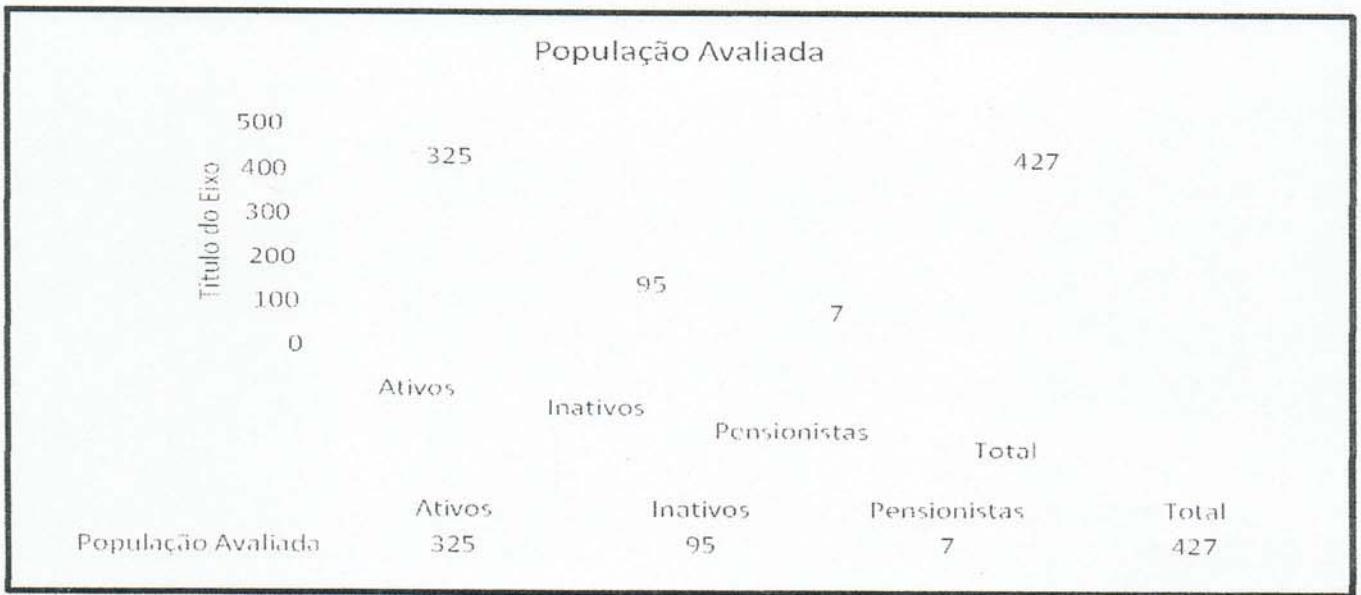 População Avaliada
Título do Eixo
500
400
300
200
100
0
325
95
7
427
Ativos
Inativos
Pensionistas
Total
Ativos Inativos Pensionistas Total
População Avaliada 325 95 7 427